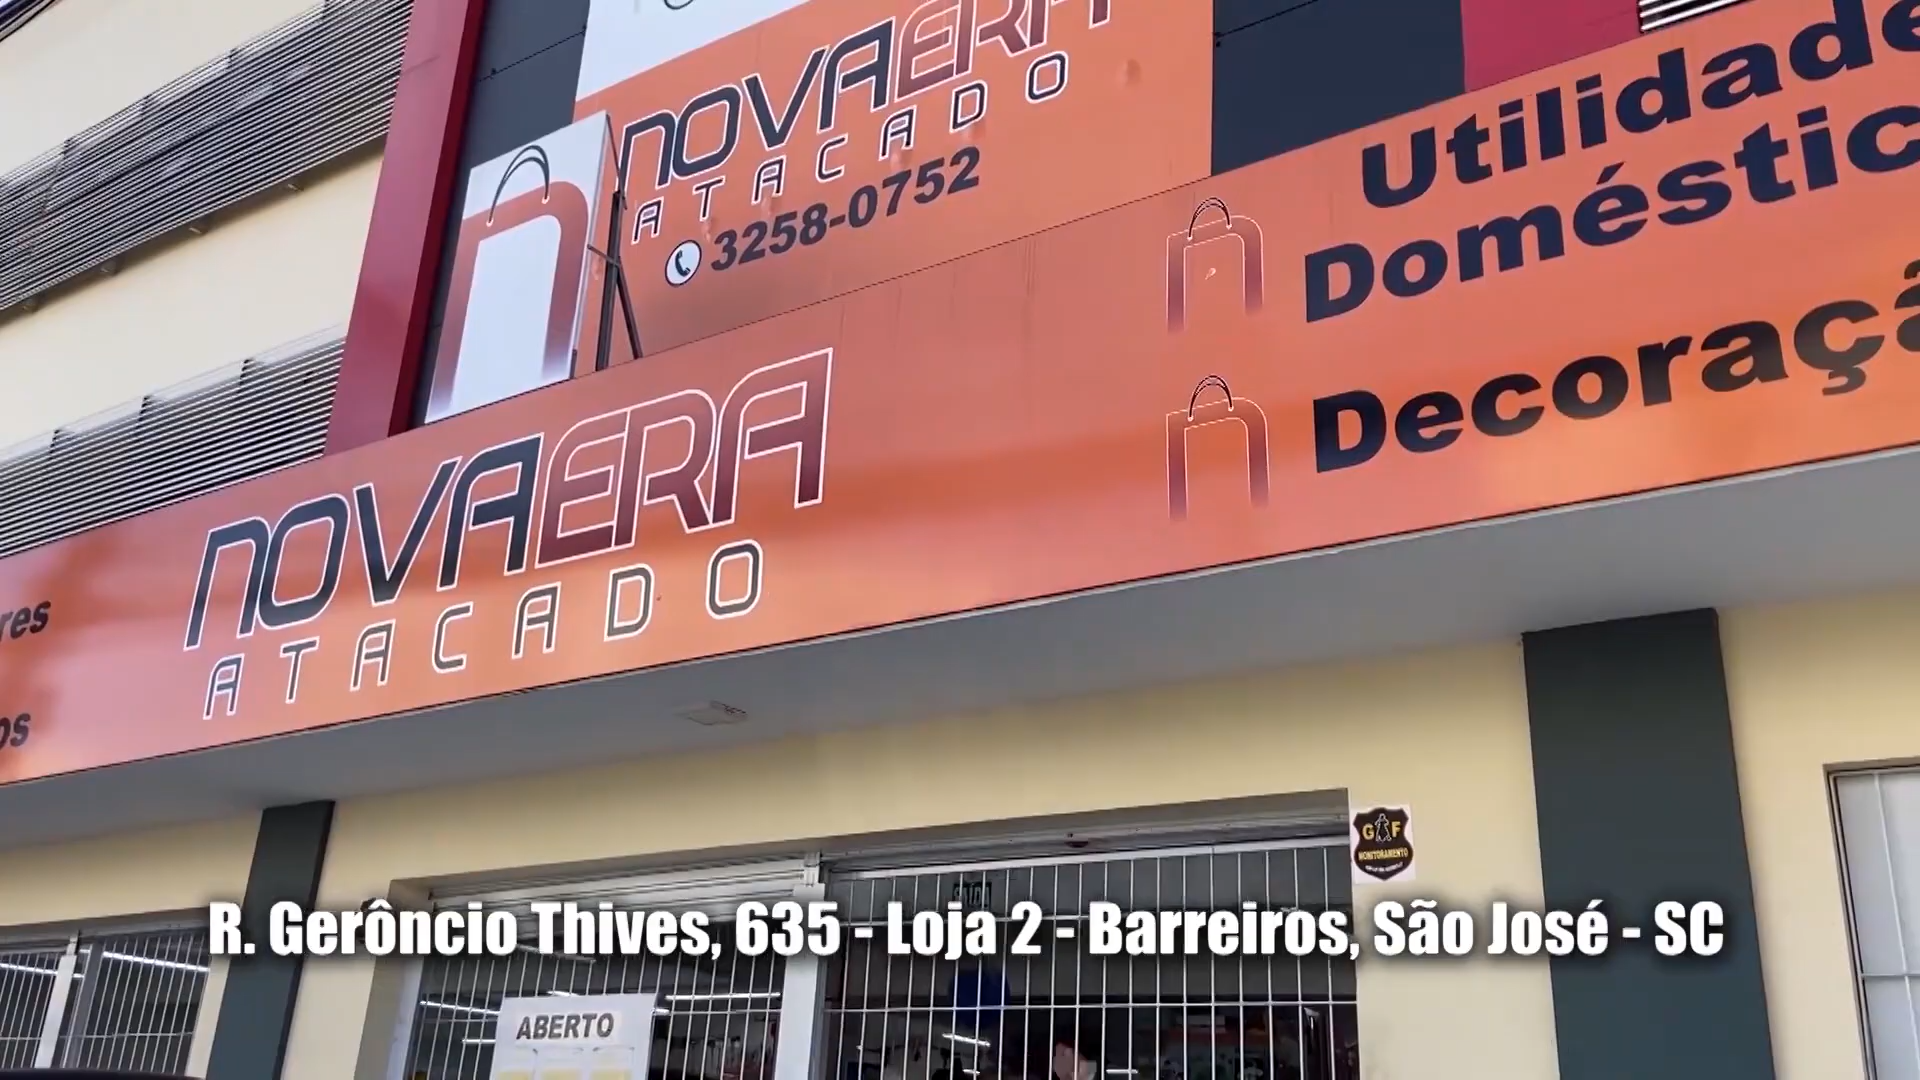 NOVAERA
ATACADO
3258-0752
Utilidade
Doméstic
Decoraçã
NOVAERA
ATACADO
res
os
G F
MONITORAMENTO
R. Gerôncio Thives, 635 - Loja 2 - Barreiros, São José - SC
ABERTO